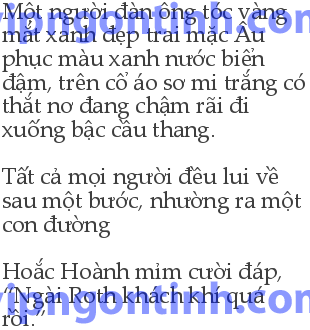 Một người đàn ông tóc vàng
mắt xanh đẹp trai mặc Âu
phục màu xanh nước biển
đậm, trên cổ áo sơ mi trắng có
thắt nơ đang chậm rãi đi
xuống bậc cầu thang.
Tất cả mọi người đều lui về
sau một bước, nhường ra một
con đường
Hoắc Hoành mỉm cười đáp,
“Ngài Roth khách khí quá
rồi.”